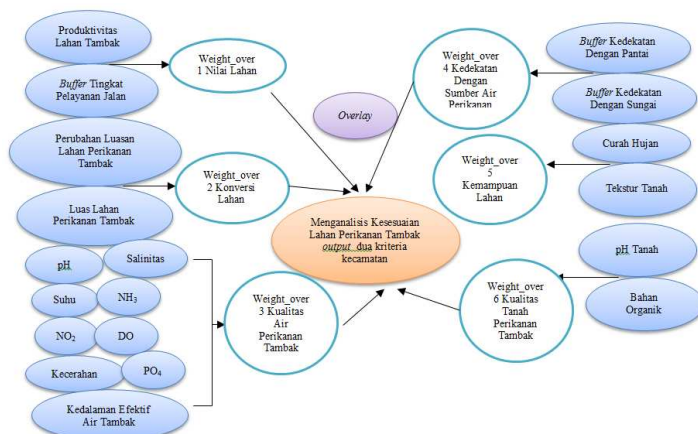 Produktivitas
Lahan Tambak
Buffer Tingkat
Pelayanan Jalan
Weight_over
1 Nilai Lahan
Perubahan Luasan
Lahan Perikanan
Tambak
Luas Lahan
Perikanan Tambak
Weight_over
2 Konversi
Lahan
pH
Salinitas
Suhu
NH3
NO2
DO
Kecerahan
PO4
Kedalaman Efektif
Air Tambak
Weight_over
3 Kualitas
Air
Perikanan
Tambak
Overlay
Menganalisis Kesesuaian
Lahan Perikanan Tambak
output dua kriteria
kecamatan
Weight_over
4 Kedekatan
Dengan
Sumber Air
Perikanan
Buffer Kedekatan
Dengan Pantai
Buffer Kedekatan
Dengan Sungai
Weight_over
5
Kemampuan
Lahan
Curah Hujan
Tekstur Tanah
Weight_over
6 Kualitas
Tanah
Perikanan
Tambak
pH Tanah
Bahan
Organik